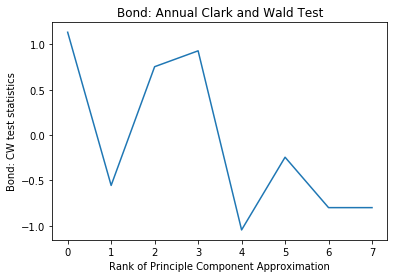 Bond: Annual Clark and Wald Test
Bond: CW test statistics
1.0
0.5
0.0
−0.5
−1.0
0 1 2 3 4 5 6 7
Rank of Principle Component Approximation